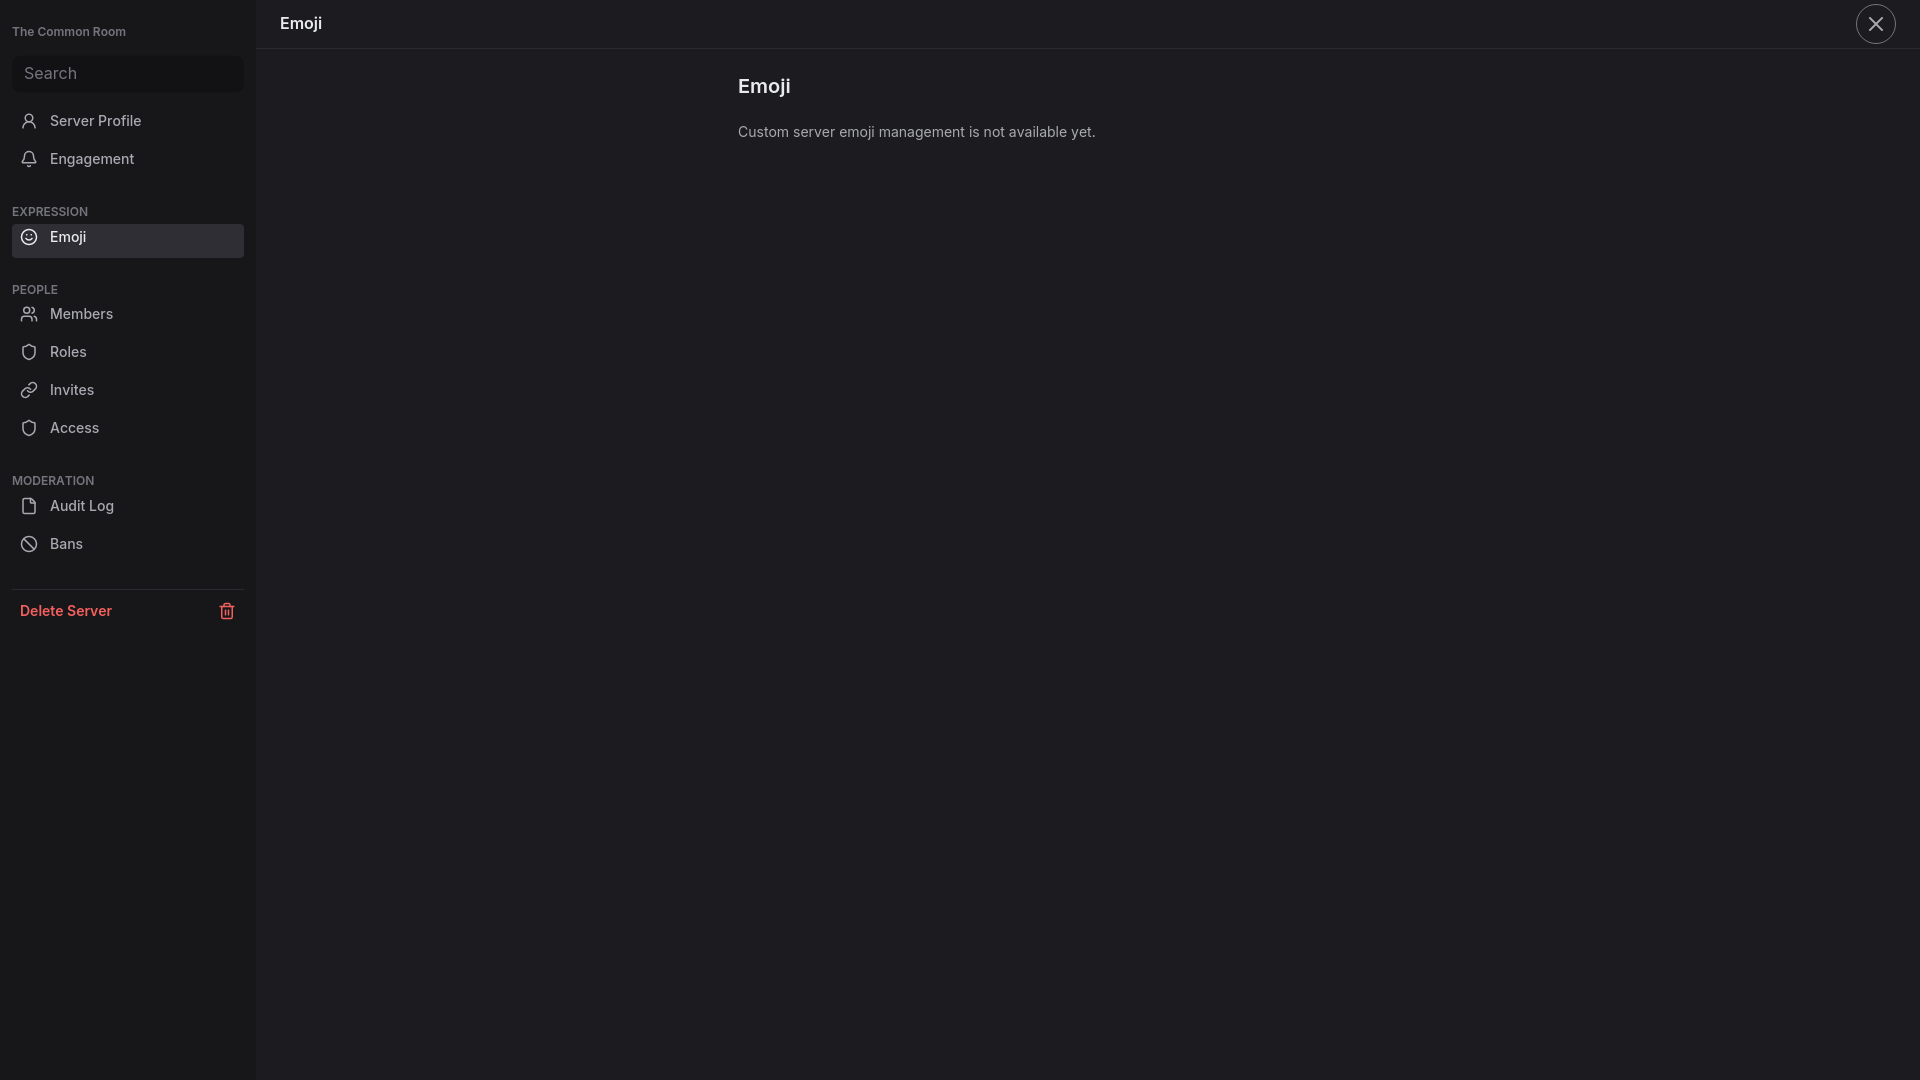 The Common Room
Search
Server Profile
Engagement
EXPRESSION
Emoji
PEOPLE
Members
Roles
Invites
Access
MODERATION
Audit Log
Bans
Delete Server
Emoji
Emoji
Custom server emoji management is not available yet.